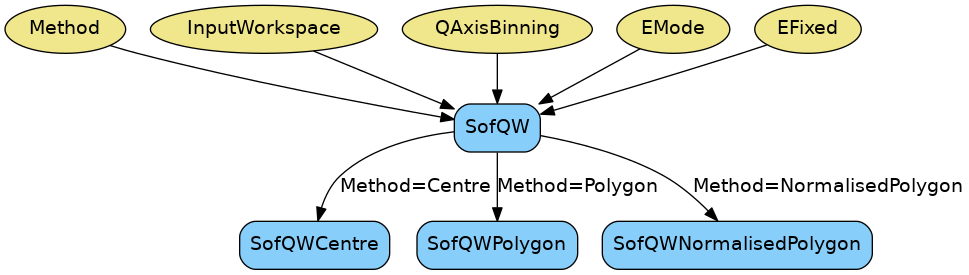 Method
InputWorkspace
QAxisBinning
EMode
EFixed
SofQW
Method=Centre
Method=Polygon
Method=NormalisedPolygon
SofQWCentre
SofQWPolygon
SofQWNormalisedPolygon